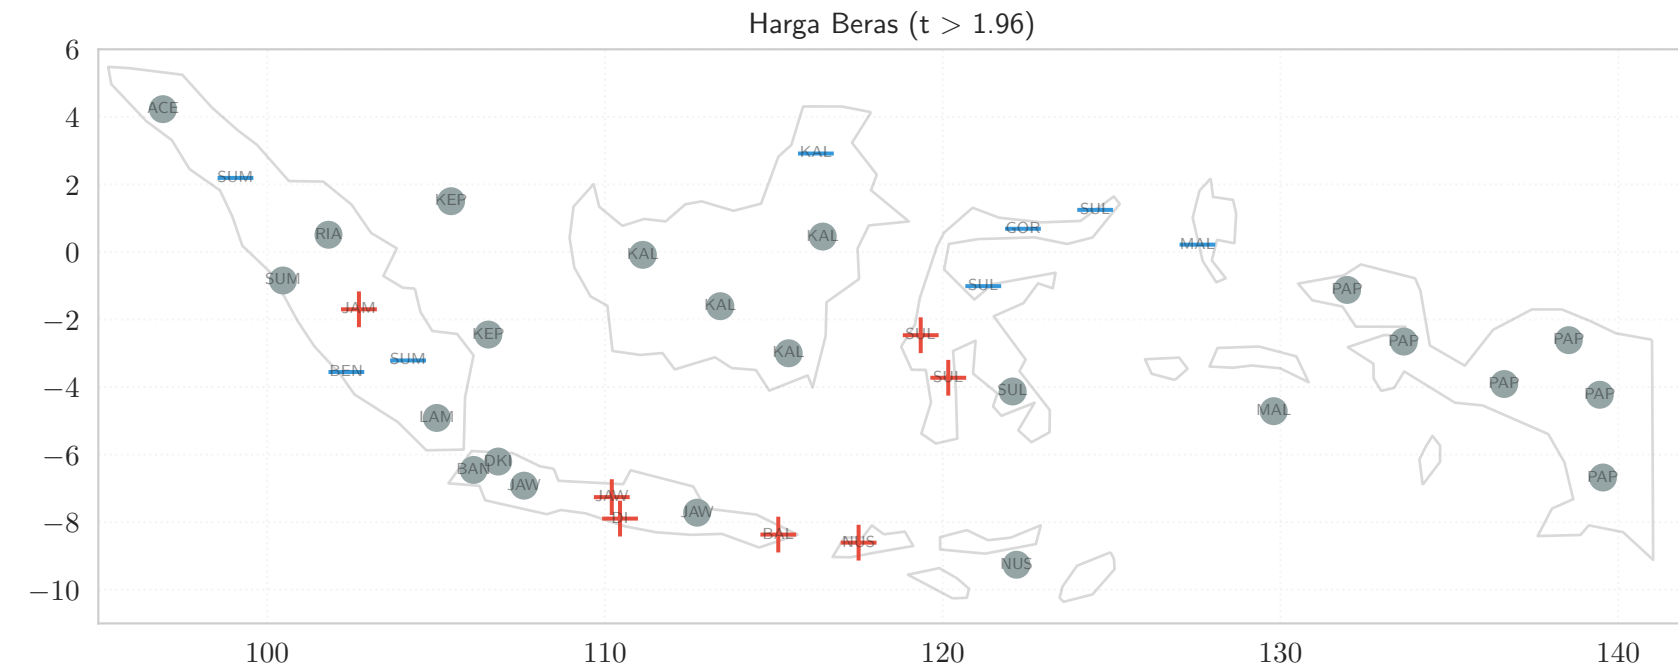 Harga Beras (t > 1.96)
6
4
2
0
−2
−4
−6
−8
−10
ACE
SUM
KEP
RIA
SUM
JAM
KEP
SUM
BEN
LAM
BAN
DKI
JAW
JAW
DI
JAW
BAL
NUS
NUS
KAL
KAL
KAL
KAL
KAL
SUL
GOR
SUL
SUL
SUL
SUL
MAL
MAL
PAP
PAP
PAP
PAP
PAP
PAP
100
110
120
130
140